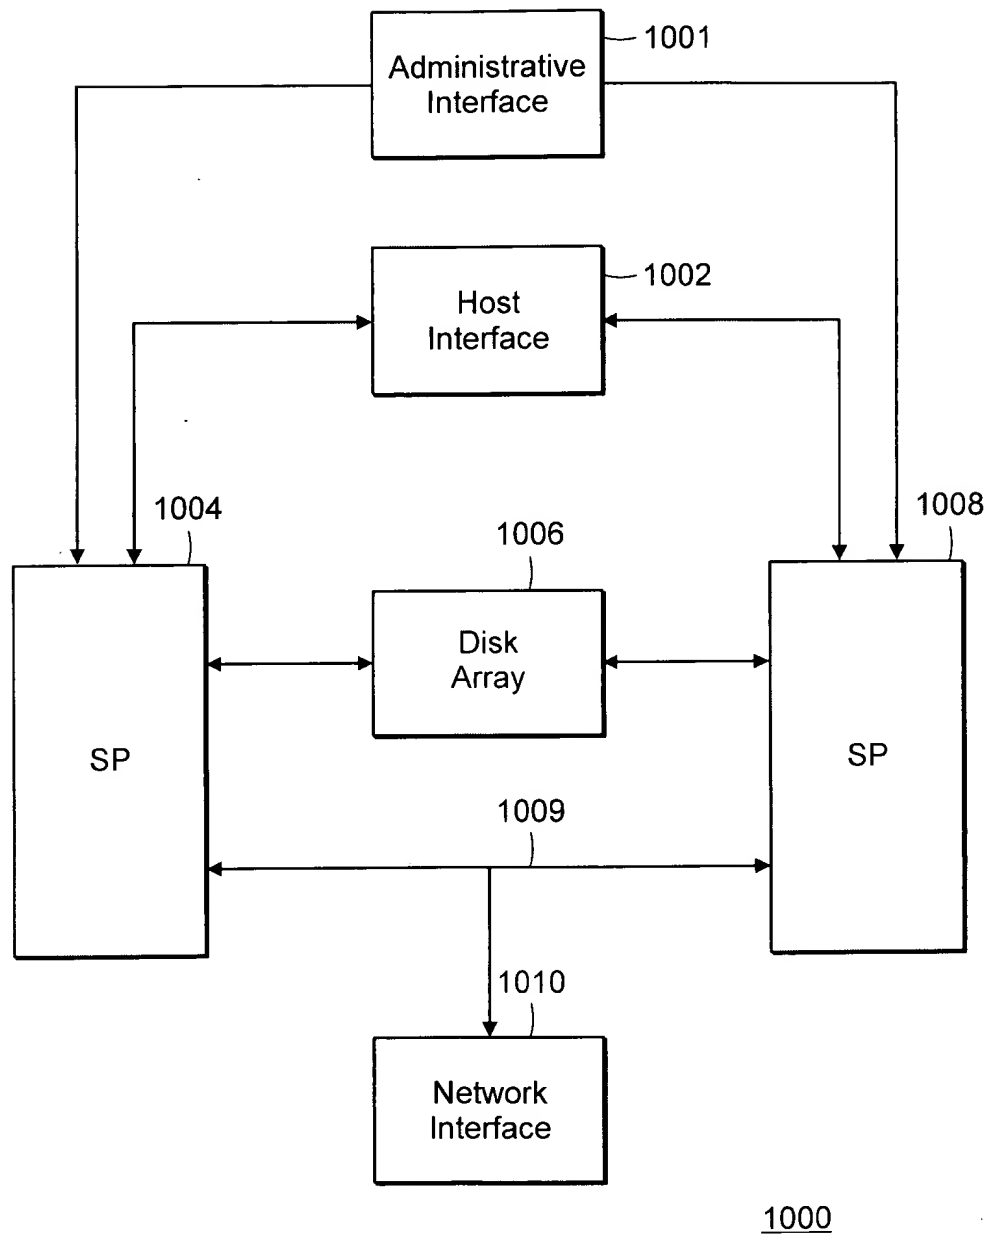 1001
Administrative
Interface
1002
Host
Interface
1004
1008
1006
Disk
Array
SP
SP
1009
1010
Network
Interface
1000